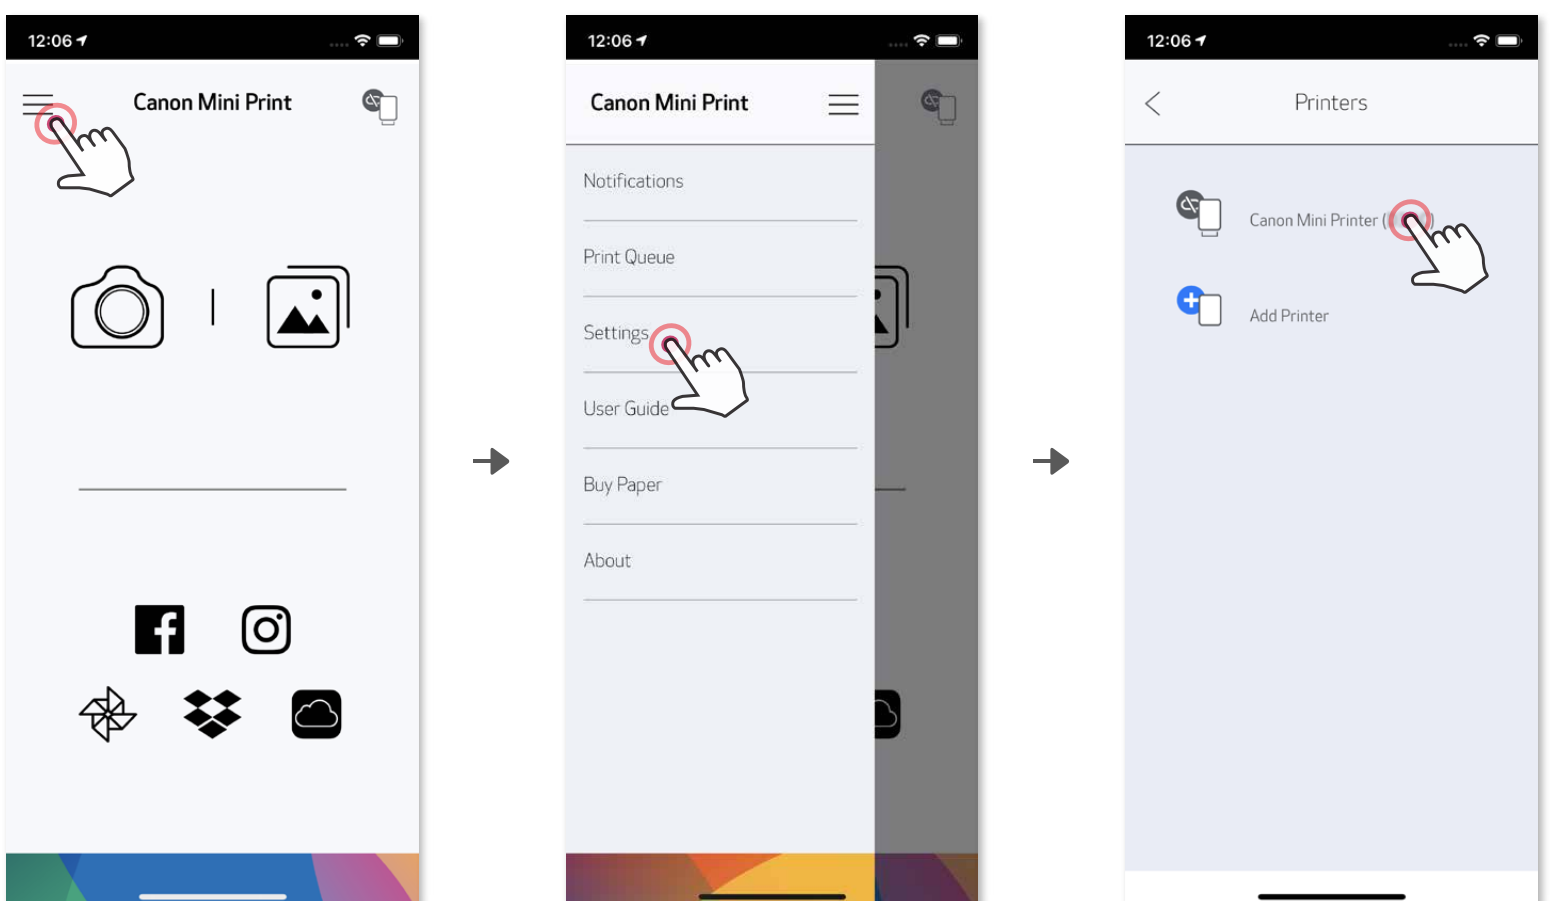 12:06
Canon Mini Print
12:06
Canon Mini Print
Notifications
Print Queue
Settings
User Guide
Buy Paper
About
12:06
Printers
Canon Mini Printer ( )
Add Printer